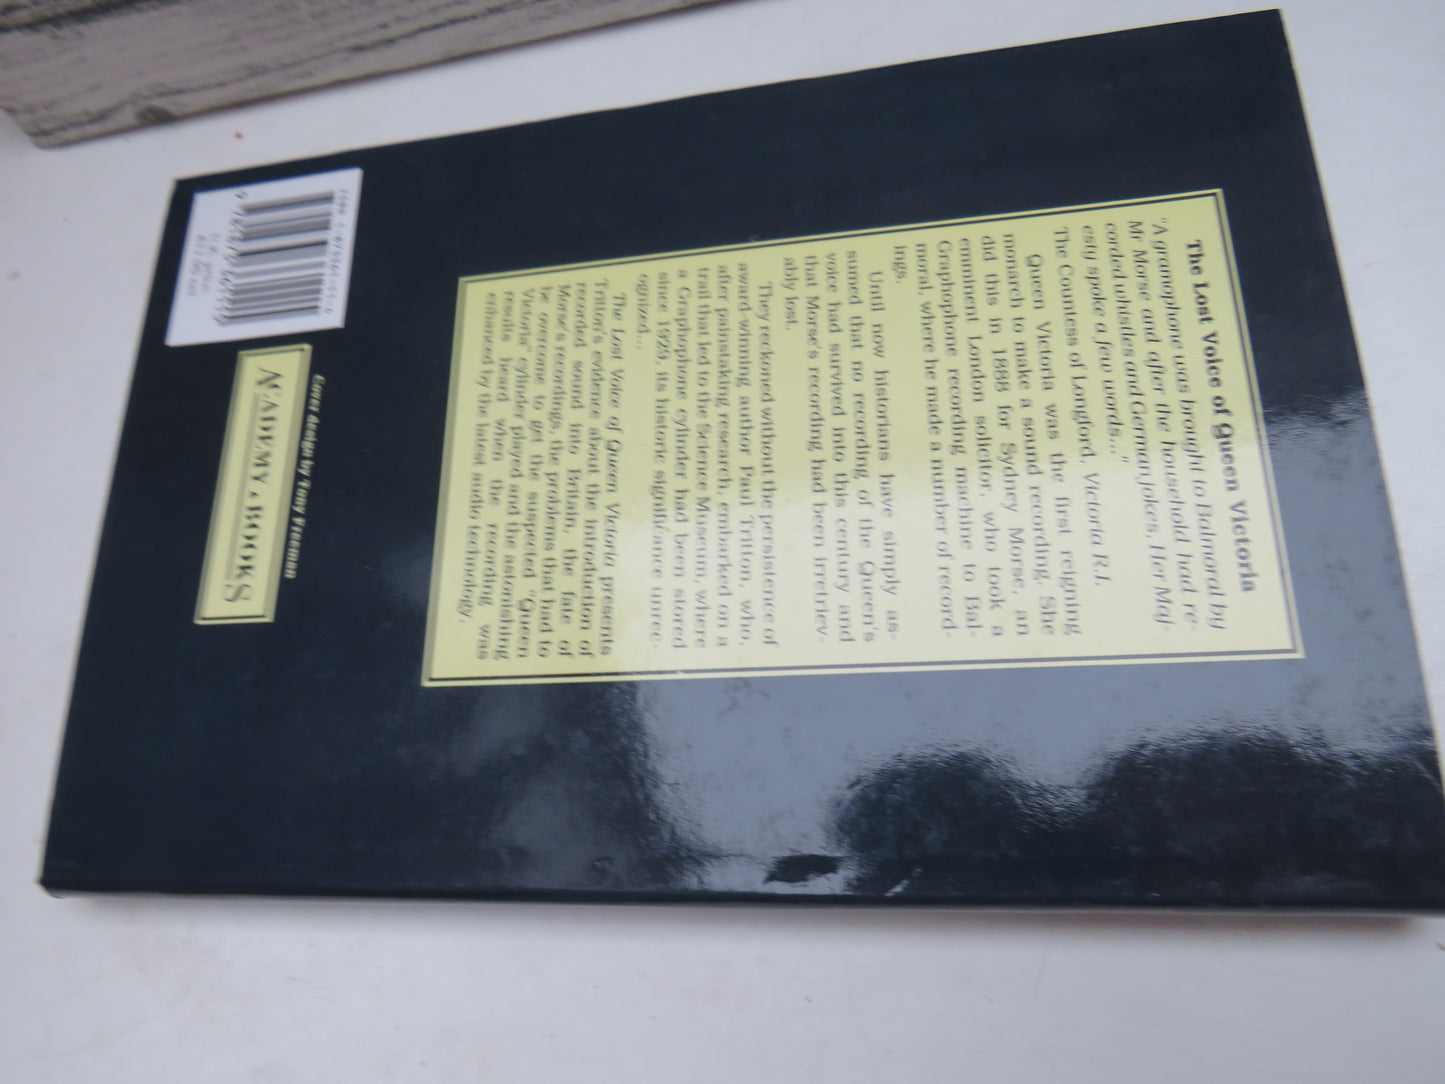 The Lost Voice of Queen Victoria
"A gramophone was brought to Balmoral by
Mr Morse and after the household had re-
corded whistles and German jokes, Her Maj-
esty spoke a few words..."
The Countess of Longford, Victoria R.I.
Queen Victoria was the first reigning
monarch to make a sound recording. She
did this in 1888 for Sydney Morse, an
emminent London solicitor, who took a
Graphophone recording machine to Bal-
moral, where he made a number of record-
ings.
Until now historians have simply as-
sumed that no recording of the Queen's
voice had survived into this century and
that Morse's recording had been irretriev-
ably lost.
They reckoned without the persistence of
award-winning author Paul Tritton, who,
after painstaking research, embarked on a
trail that led to the Science Museum, where
a Graphophone cylinder had been stored
since 1929, its historic significance unrec-
ognized...
The Lost Voice of Queen Victoria presents
Tritton's evidence about the introduction of
recorded sound into Britain, the fate of
Morse's recordings, the problems that had to
be overcome to get the suspected "Queen
Victoria" cylinder played and the astonishing
results heard when the recording was
enhanced by the latest audio technology.
Cover design by Tony Freeman
ACADEMY BOOKS
ISBN